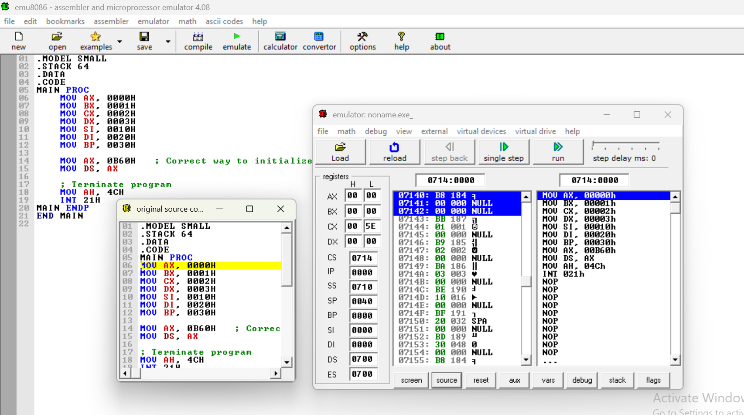 emu8086 - assembler and microprocessor emulator 4.08
file edit bookmarks assembler emulator math ascii codes help
new open examples save compile emulate calculator convertor options help about
01 .MODEL SMALL
02 .STACK 64
03 .DATA
04 .CODE
05 MAIN PROC
06 MOV AX, 0000H
07 MOV BX, 0001H
08 MOV CX, 0002H
09 MOV DX, 0003H
10 MOV SI, 0010H
11 MOV DI, 0020H
12 MOV BP, 0030H
13
14 MOV AX, 0B60H ; Correct way to initialize
15 MOV DS, AX
16
17 ; Terminate program
18 MOV AH, 4CH
19 INT 21H
20 MAIN ENDP
21 END MAIN
22
original source co...
01 .MODEL SMALL
02 .STACK 64
03 .DATA
04 .CODE
05 MAIN PROC
06 MOV AX, 0000H
07 MOV BX, 0001H
08 MOV CX, 0002H
09 MOV DX, 0003H
10 MOV SI, 0010H
11 MOV DI, 0020H
12 MOV BP, 0030H
13
14 MOV AX, 0B60H ; Correc
15 MOV DS, AX
16
17 ; Terminate program
18 MOV AH, 4CH
19 INT 21H
emulator: noname.exe_
file math debug view external virtual devices virtual drive help
Load reload step back single step run step delay ms: 0
registers
H L
AX 00 00
BX 00 00
CX 00 5E
DX 00 00
CS 0714
IP 0000
SS 0710
SP 0040
BP 0000
SI 0000
DI 0000
DS 0700
ES 0700
0714:0000
07140: B8 184 ╕
07141: 00 000 NULL
07142: 00 000 NULL
07143: BB 187 ╗
07144: 01 001 ☺
07145: 00 000 NULL
07146: B9 185 ╣
07147: 02 002 ☻
07148: 00 000 NULL
07149: BA 186 ║
0714A: 03 003 ♥
0714B: 00 000 NULL
0714C: BE 190 ╛
0714D: 10 016 ►
0714E: 00 000 NULL
0714F: BF 191 ┐
07150: 20 032 SPA
07151: 00 000 NULL
07152: BD 189 ╜
07153: 30 048 0
07154: 00 000 NULL
07155: B8 184 ╕
0714:0000
MOV AX, 00000h
MOV BX, 00001h
MOV CX, 00002h
MOV DX, 00003h
MOV SI, 00010h
MOV DI, 00020h
MOV BP, 00030h
MOV AX, 00B60h
MOV DS, AX
MOV AH, 04Ch
INT 021h
NOP
NOP
NOP
NOP
NOP
NOP
NOP
NOP
NOP
NOP
...
screen source reset aux vars debug stack flags
Activate Window
Go to Settings to acti